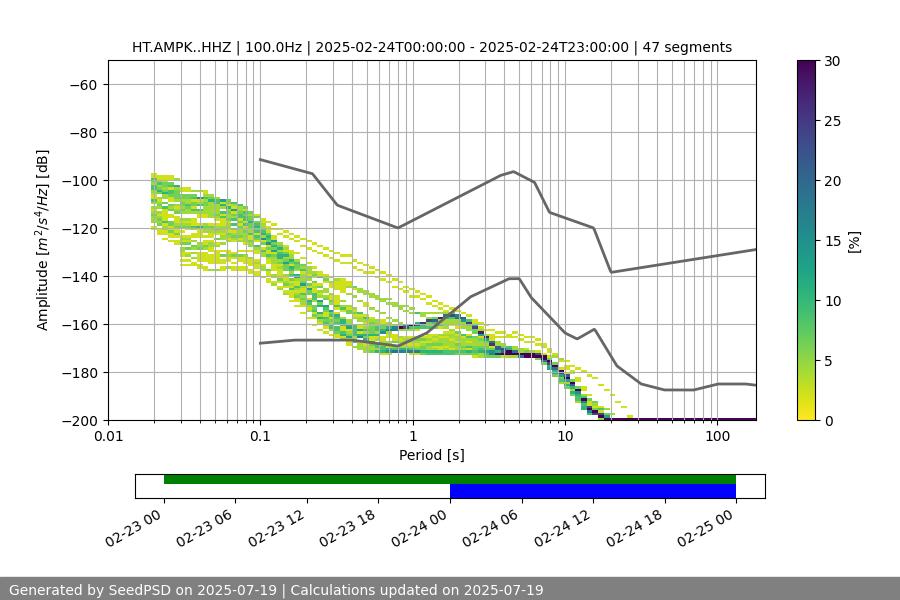 HT.AMPK..HHZ | 100.0Hz | 2025-02-24T00:00:00 - 2025-02-24T23:00:00 | 47 segments
−60
−80
−100
−120
−140
−160
−180
−200
Amplitude [m²/s⁴/Hz] [dB]
0.01 0.1 1 10 100
Period [s]
30
25
20
15
10
5
0
[%]
02-23 00 02-23 06 02-23 12 02-23 18 02-24 00 02-24 06 02-24 12 02-24 18 02-25 00
Generated by SeedPSD on 2025-07-19 | Calculations updated on 2025-07-19